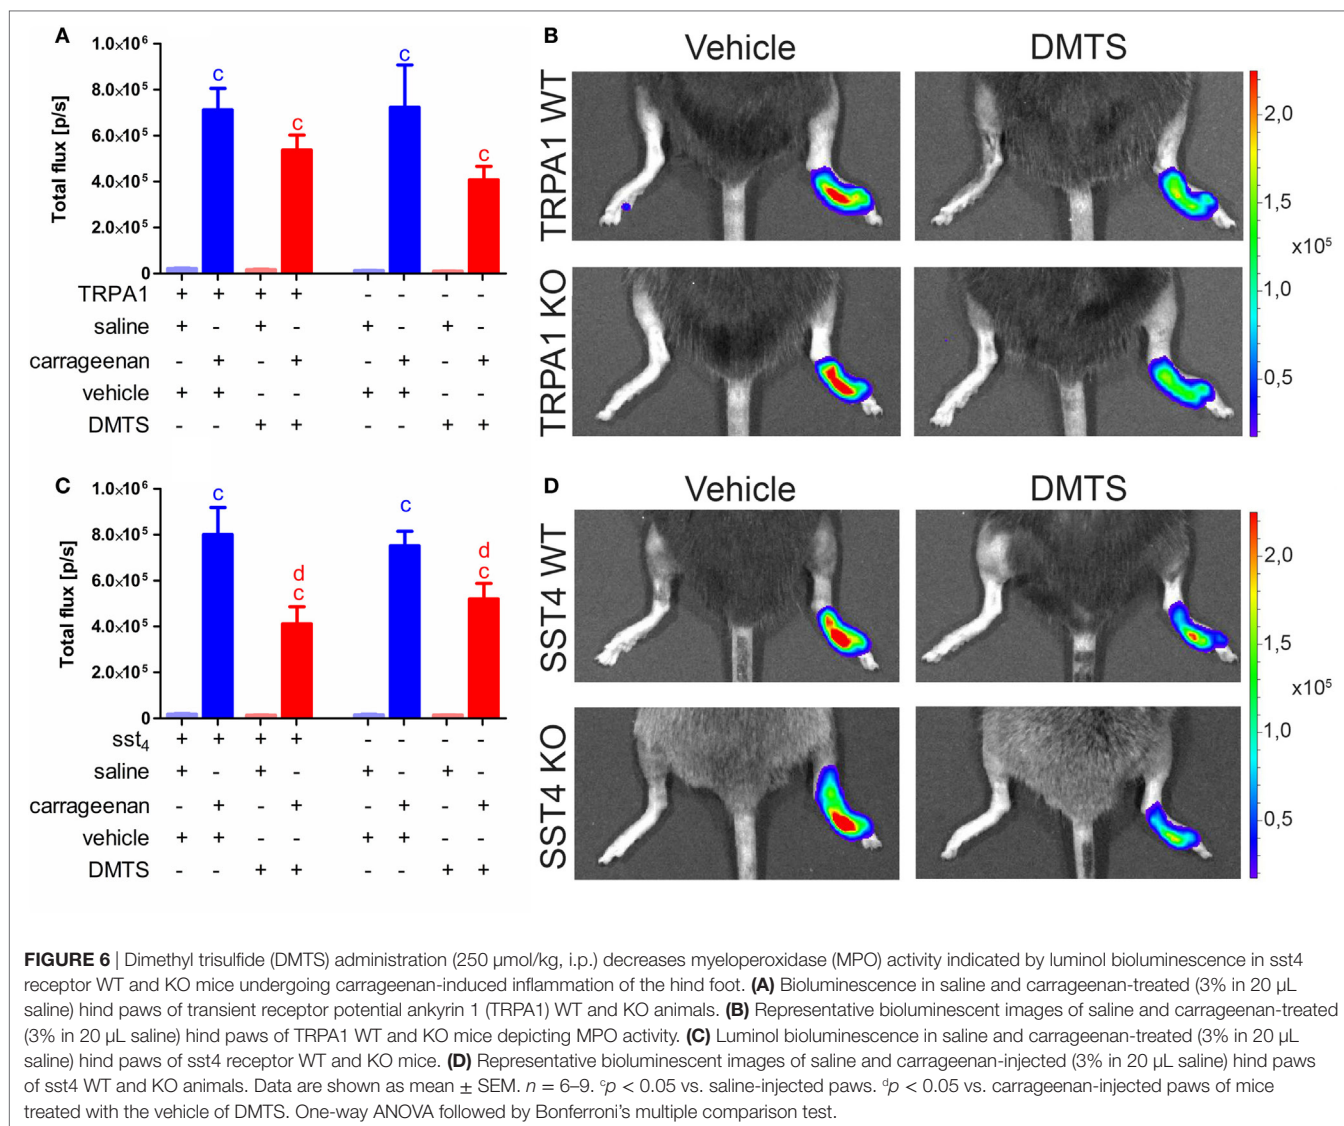 A
1.0×10⁶
8.0×10⁵
6.0×10⁵
4.0×10⁵
2.0×10⁵
0
Total flux [p/s]
c c c c
TRPA1 + + + + - - - -
saline + - + - + - + -
carrageenan - + - + - + - +
vehicle + + - - + + - -
DMTS - - + + - - + +
B
Vehicle DMTS
TRPA1 WT
TRPA1 KO
2,0
1,5
x10⁵
1,0
0,5
C
1.0×10⁶
8.0×10⁵
6.0×10⁵
4.0×10⁵
2.0×10⁵
0
Total flux [p/s]
c d c c d c
sst₄ + + + + - - - -
saline + - + - + - + -
carrageenan - + - + - + - +
vehicle + + - - + + - -
DMTS - - + + - - + +
D
Vehicle DMTS
SST4 WT
SST4 KO
2,0
1,5
x10⁵
1,0
0,5
FIGURE 6 | Dimethyl trisulfide (DMTS) administration (250 µmol/kg, i.p.) decreases myeloperoxidase (MPO) activity indicated by luminol bioluminescence in sst4
receptor WT and KO mice undergoing carrageenan-induced inflammation of the hind foot. (A) Bioluminescence in saline and carrageenan-treated (3% in 20 µL
saline) hind paws of transient receptor potential ankyrin 1 (TRPA1) WT and KO animals. (B) Representative bioluminescent images of saline and carrageenan-treated
(3% in 20 µL saline) hind paws of TRPA1 WT and KO mice depicting MPO activity. (C) Luminol bioluminescence in saline and carrageenan-treated (3% in 20 µL
saline) hind paws of sst4 receptor WT and KO mice. (D) Representative bioluminescent images of saline and carrageenan-injected (3% in 20 µL saline) hind paws
of sst4 WT and KO animals. Data are shown as mean ± SEM. n = 6–9. ᶜp < 0.05 vs. saline-injected paws. ᵈp < 0.05 vs. carrageenan-injected paws of mice
treated with the vehicle of DMTS. One-way ANOVA followed by Bonferroni's multiple comparison test.